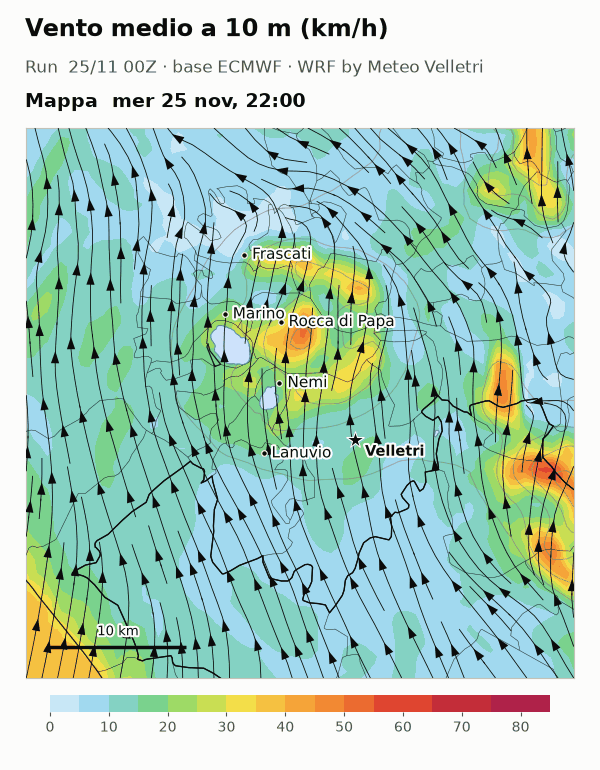 Vento medio a 10 m (km/h)
Run  25/11 00Z · base ECMWF · WRF by Meteo Velletri
Mappa  mer 25 nov, 22:00
Frascati
Marino
Rocca di Papa
Nemi
Velletri
Lanuvio
10 km
0 10 20 30 40 50 60 70 80